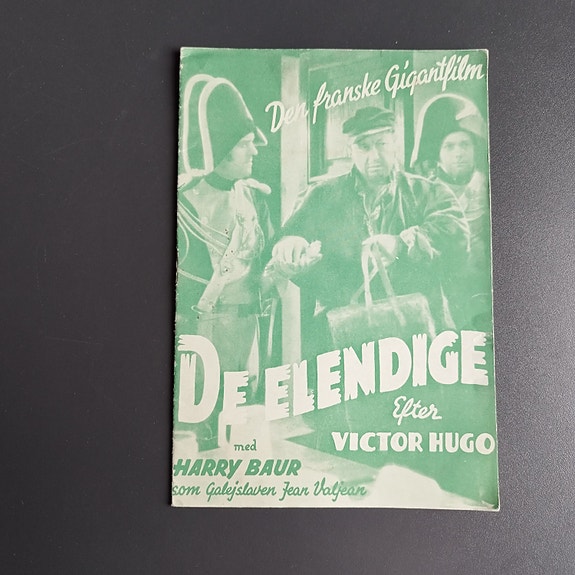 Den franske Gigantfilm
DE ELENDIGE
Efter
VICTOR HUGO
med
HARRY BAUR
som Galejslaven Jean Valjean